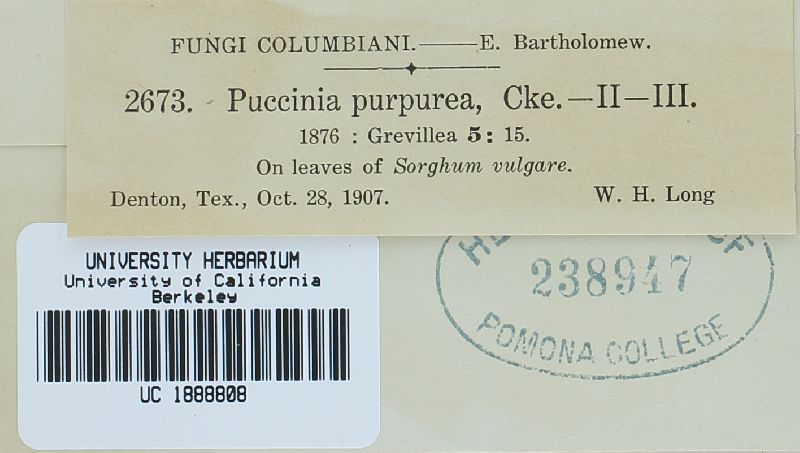 FUNGI COLUMBIANI.——E. Bartholomew.
2673. Puccinia purpurea, Cke.—II—III.
1876 : Grevillea 5: 15.
On leaves of Sorghum vulgare.
Denton, Tex., Oct. 28, 1907. W. H. Long
UNIVERSITY HERBARIUM
University of California
Berkeley
UC 1888808
238947
POMONA COLLEGE